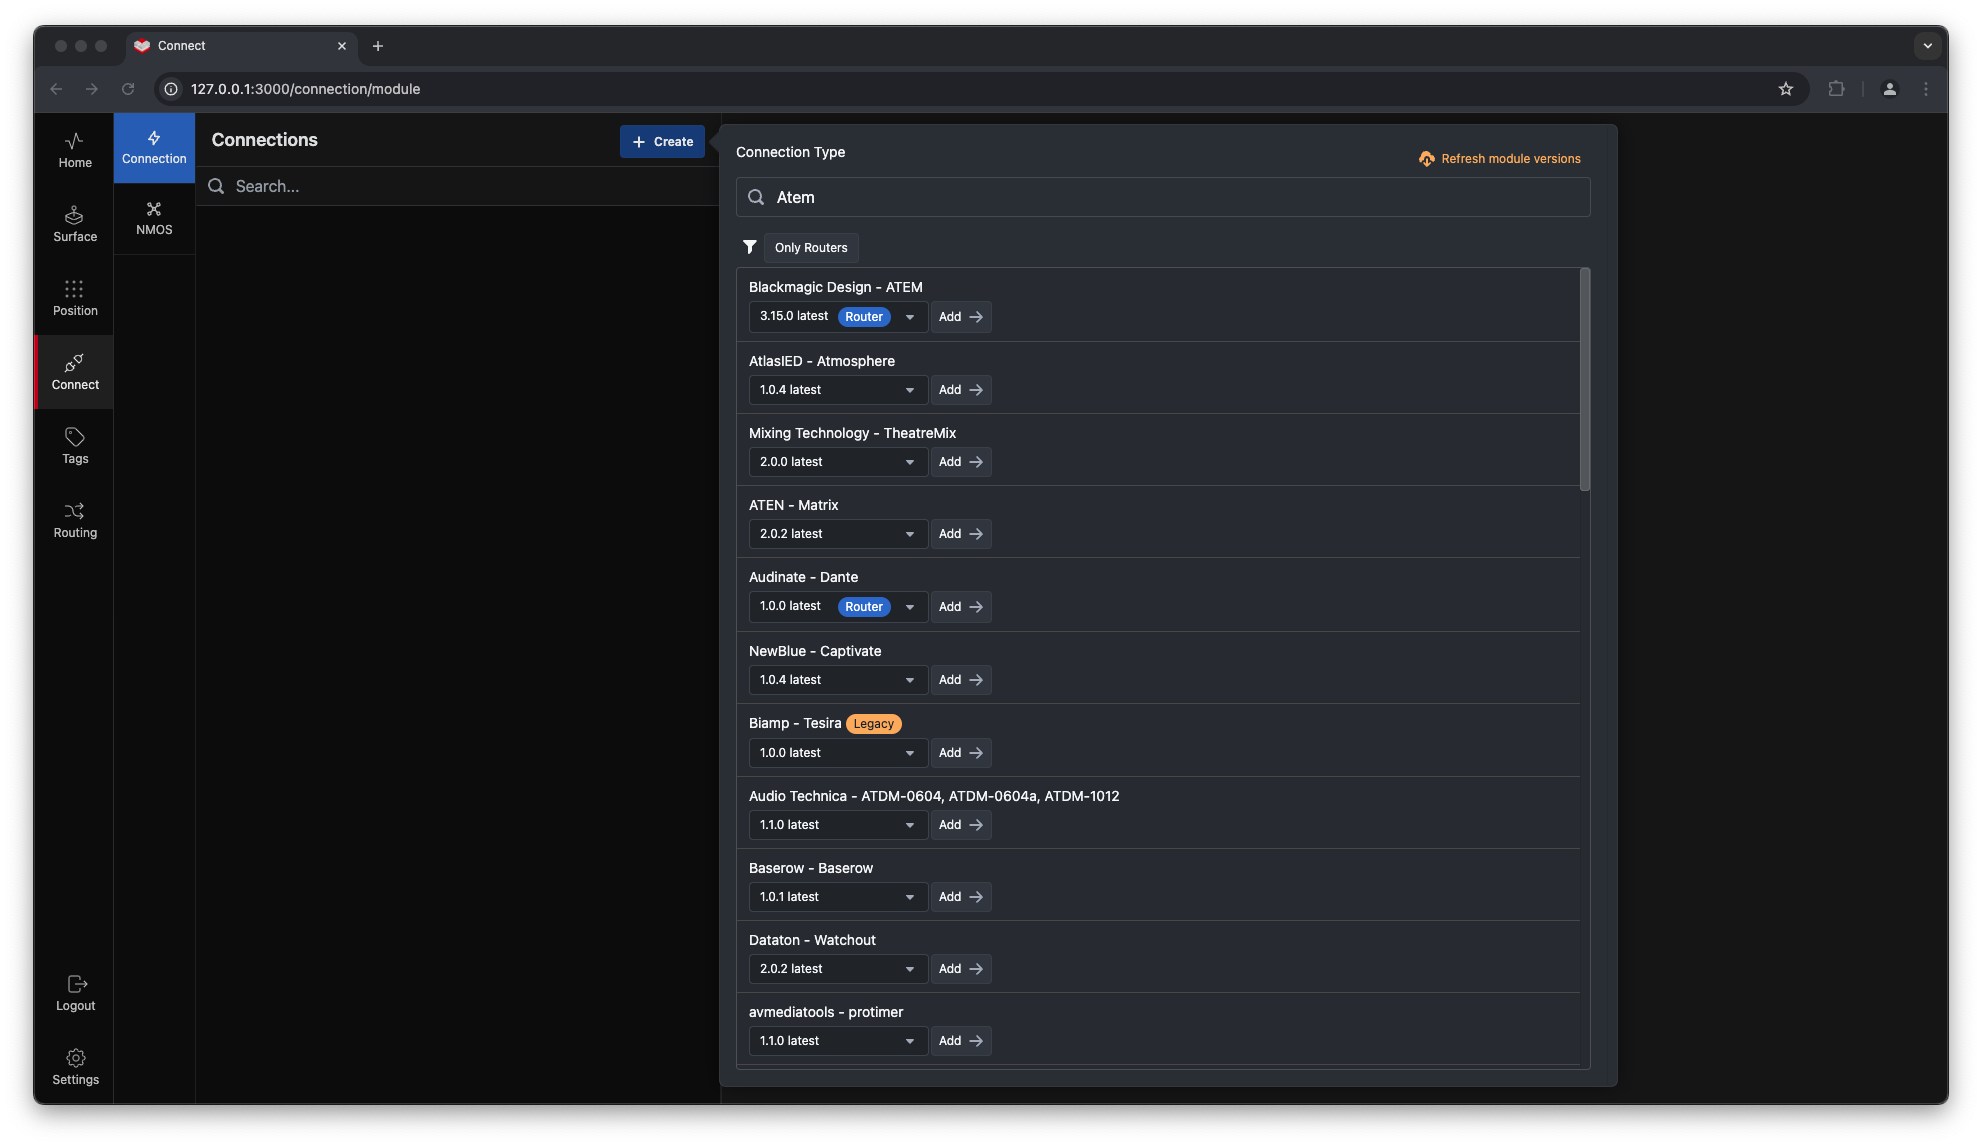 Connect
127.0.0.1:3000/connection/module
Home
Surface
Position
Connect
Tags
Routing
Logout
Settings
Connection
NMOS
Connections
Create
Search...
Connection Type
Refresh module versions
Atem
Only Routers
Blackmagic Design - ATEM
3.15.0 latest Router Add
AtlasIED - Atmosphere
1.0.4 latest Add
Mixing Technology - TheatreMix
2.0.0 latest Add
ATEN - Matrix
2.0.2 latest Add
Audinate - Dante
1.0.0 latest Router Add
NewBlue - Captivate
1.0.4 latest Add
Biamp - Tesira Legacy
1.0.0 latest Add
Audio Technica - ATDM-0604, ATDM-0604a, ATDM-1012
1.1.0 latest Add
Baserow - Baserow
1.0.1 latest Add
Dataton - Watchout
2.0.2 latest Add
avmediatools - protimer
1.1.0 latest Add